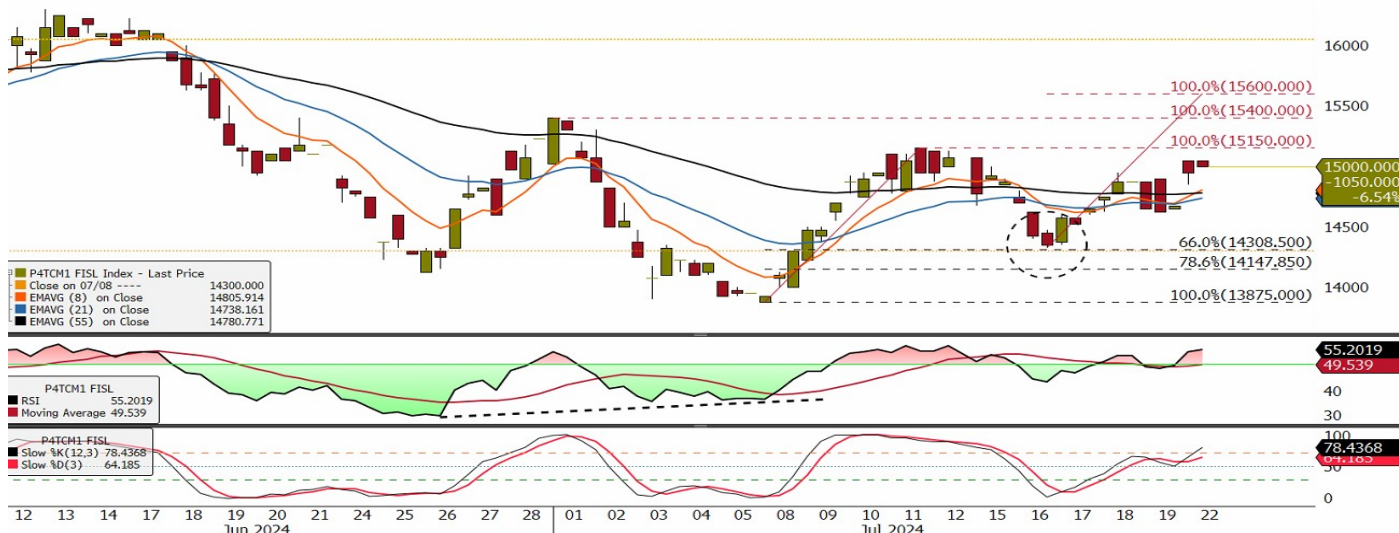 16000
15500
15000.000
-1050.000
-6.54%
14500
14000
100.0%(15600.000)
100.0%(15400.000)
100.0%(15150.000)
66.0%(14308.500)
78.6%(14147.850)
100.0%(13875.000)
P4TCM1 FISL Index - Last Price
Close on 07/08 ---- 14300.000
EMAVG (8) on Close 14805.914
EMAVG (21) on Close 14738.161
EMAVG (55) on Close 14780.771
P4TCM1 FISL
RSI 55.2019
Moving Average 49.539
55.2019
49.539
40
30
P4TCM1 FISL
Slow %K(12,3) 78.4368
Slow %D(3) 64.185
100
78.4368
64.185
50
0
12 13 14 17 18 19 20 21 24 25 26 27 28 01 02 03 04 05 08 09 10 11 12 15 16 17 18 19 22
Jun 2024 Jul 2024